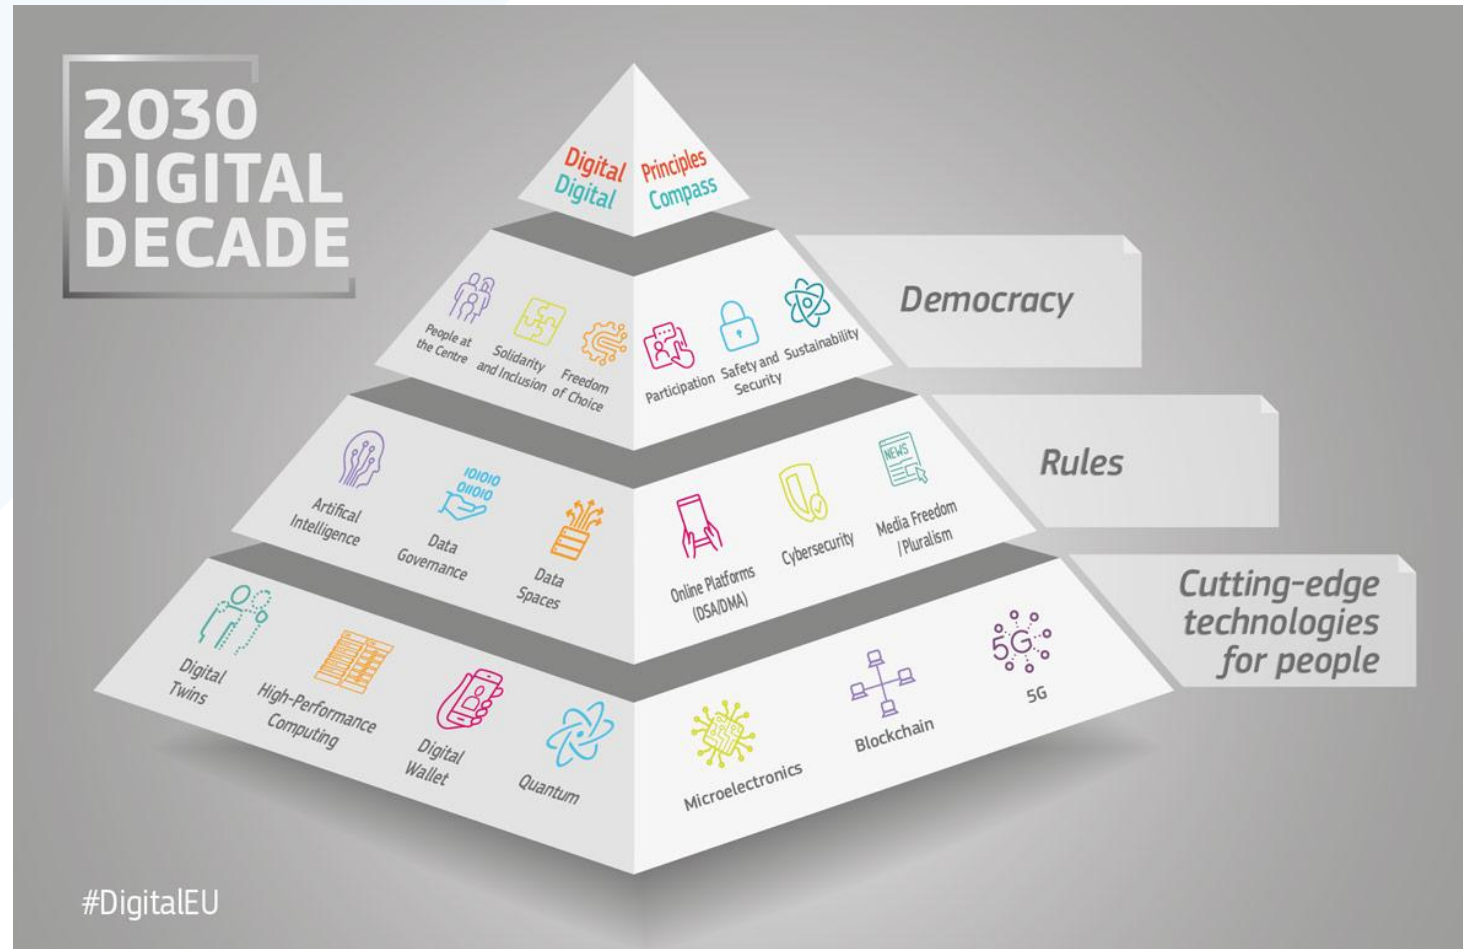 2030
DIGITAL
DECADE
Digital Principles
Digital Compass
People at
the Centre
Solidarity
and Inclusion
Freedom
of Choice
Participation
Safety and
Security
Sustainability
Democracy
Artifical
Intelligence
101010
011010
Data
Governance
Data
Spaces
Online Platforms
(DSA/DMA)
Cybersecurity
NEWS
Media Freedom
/Pluralism
Rules
Digital
Twins
High-Performance
Computing
Digital
Wallet
Quantum
Microelectronics
Blockchain
5G
5G
Cutting-edge
technologies
for people
#DigitalEU